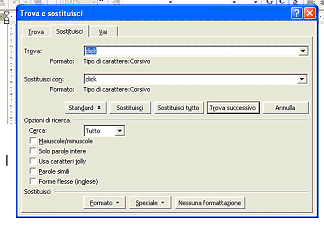 Trova e sostituisci
Trova Sostituisci Vai
Trova: click
Formato: Tipo di carattere:Corsivo
Sostituisci con: click
Formato: Tipo di carattere:Corsivo
Standard Sostituisci Sostituisci tutto Trova successivo Annulla
Opzioni di ricerca
Cerca: Tutto
Maiuscole/minuscole
Solo parole intere
Usa caratteri jolly
Parole simili
Forme flesse (inglese)
Sostituisci
Formato Speciale Nessuna formattazione